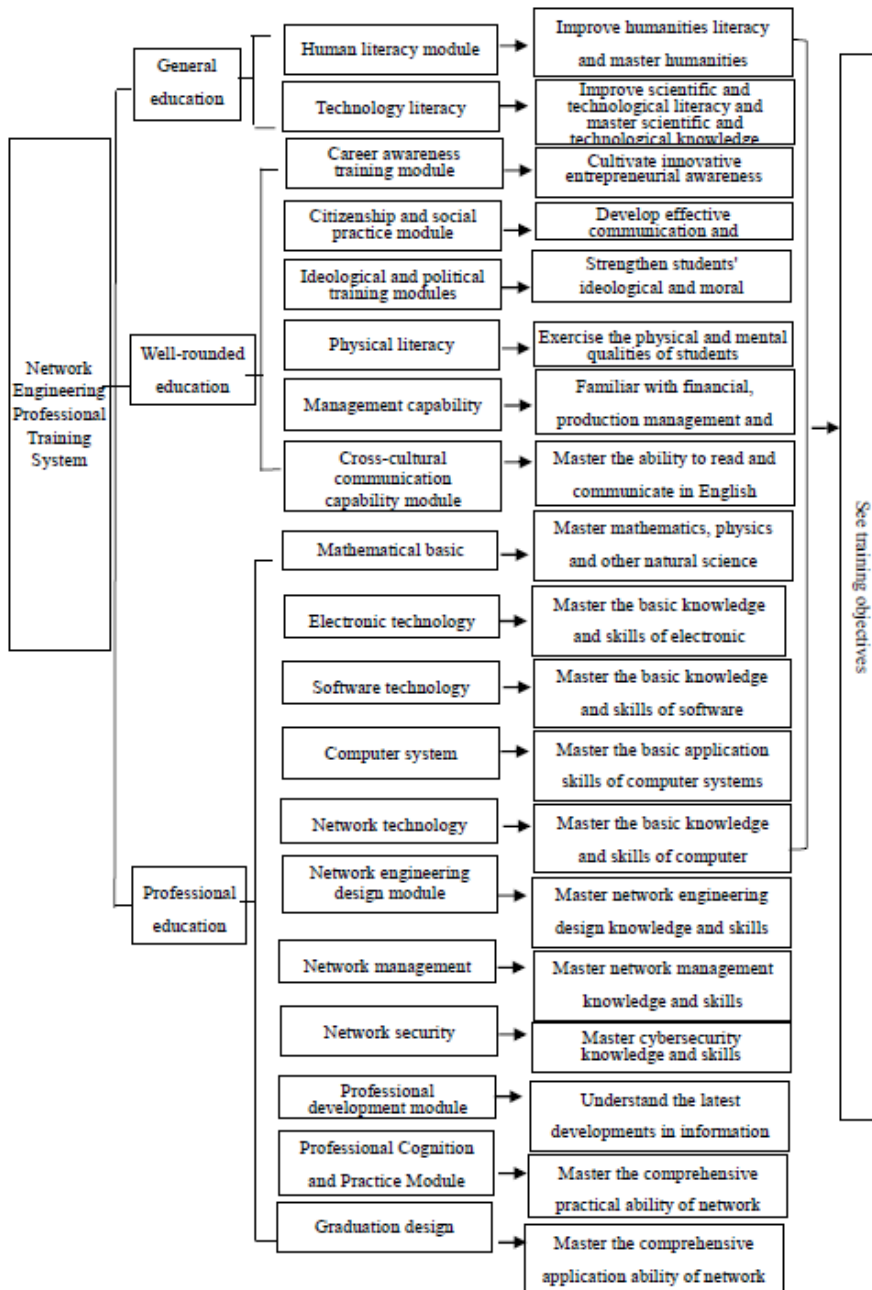 Network
Engineering
Professional
Training
System
General
education
Human literacy module
Improve humanities literacy
and master humanities
Technology literacy
Improve scientific and
technological literacy and
master scientific and
technological knowledge
Well-rounded
education
Career awareness
training module
Cultivate innovative
entrepreneurial awareness
Citizenship and social
practice module
Develop effective
communication and
Ideological and political
training modules
Strengthen students'
ideological and moral
Physical literacy
Exercise the physical and mental
qualities of students
Management capability
Familiar with financial,
production management and
Cross-cultural
communication
capability module
Master the ability to read and
communicate in English
Professional
education
Mathematical basic
Master mathematics, physics
and other natural science
Electronic technology
Master the basic knowledge
and skills of electronic
Software technology
Master the basic knowledge
and skills of software
Computer system
Master the basic application
skills of computer systems
Network technology
Master the basic knowledge
and skills of computer
Network engineering
design module
Master network engineering
design knowledge and skills
Network management
Master network management
knowledge and skills
Network security
Master cybersecurity
knowledge and skills
Professional
development module
Understand the latest
developments in information
Professional Cognition
and Practice Module
Master the comprehensive
practical ability of network
Graduation design
Master the comprehensive
application ability of network
See training objectives